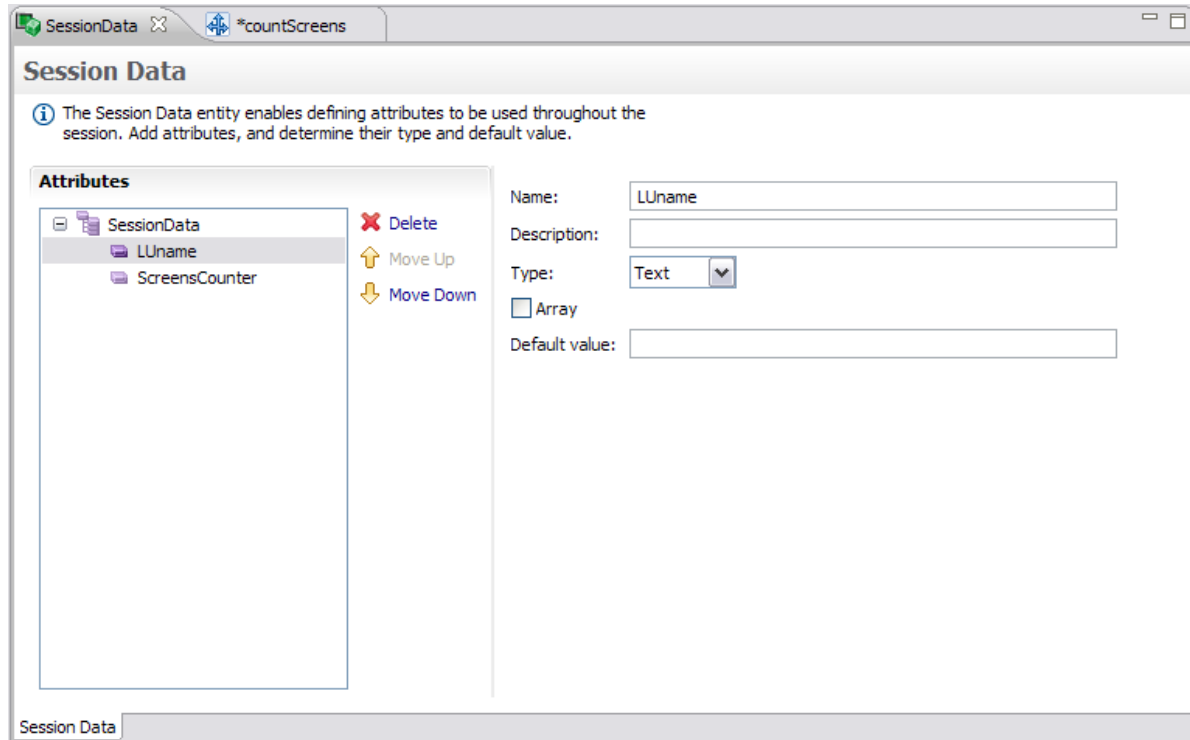 SessionData
*countScreens
Session Data
The Session Data entity enables defining attributes to be used throughout the
session. Add attributes, and determine their type and default value.
Attributes
SessionData
LUname
ScreensCounter
Delete
Move Up
Move Down
Name: LUname
Description:
Type: Text
Array
Default value:
Session Data